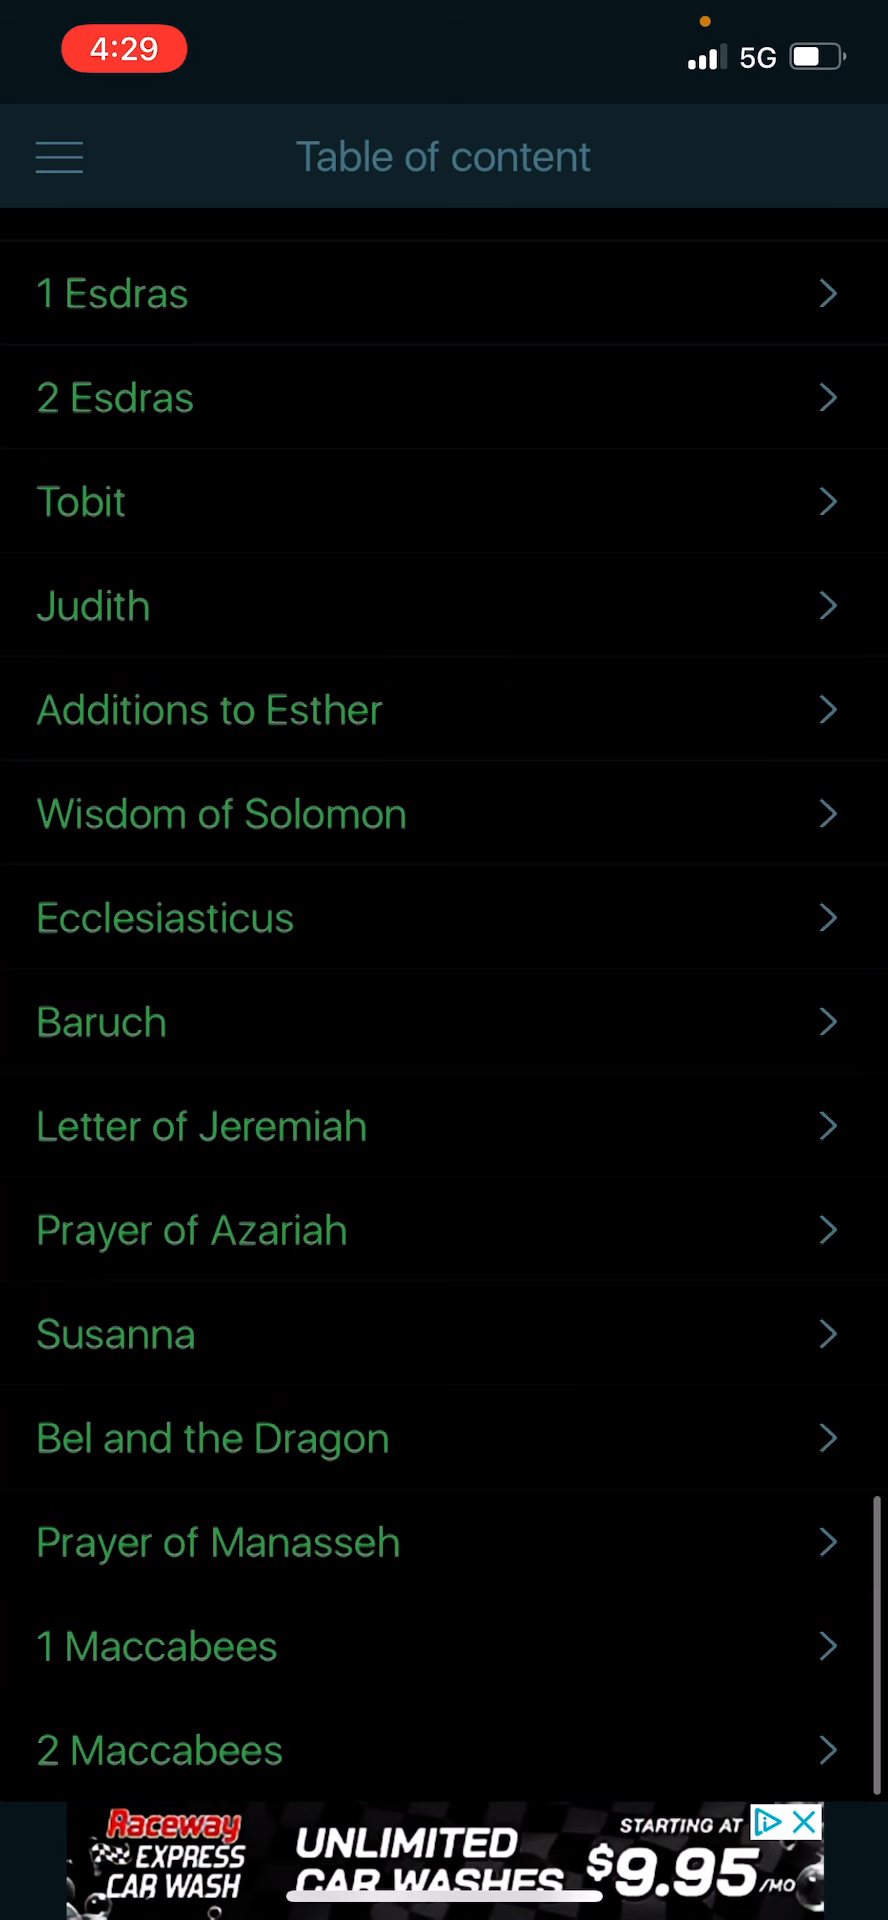 4:29
5G
Table of content
1 Esdras
2 Esdras
Tobit
Judith
Additions to Esther
Wisdom of Solomon
Ecclesiasticus
Baruch
Letter of Jeremiah
Prayer of Azariah
Susanna
Bel and the Dragon
Prayer of Manasseh
1 Maccabees
2 Maccabees
Raceway
EXPRESS
CAR WASH
UNLIMITED
CAR WASHES
STARTING AT
$9.95/MO